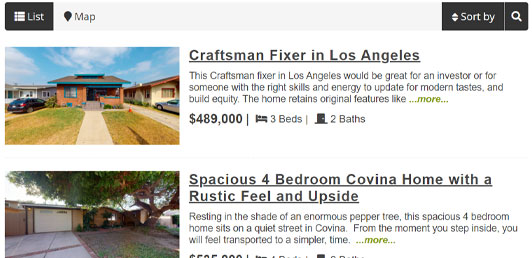 List Map Sort by
Craftsman Fixer in Los Angeles
This Craftsman fixer in Los Angeles would be great for an investor or for
someone with the right skills and energy to update for modern tastes, and
build equity. The home retains original features like ...more...
$489,000 | 3 Beds | 2 Baths
Spacious 4 Bedroom Covina Home with a
Rustic Feel and Upside
Resting in the shade of an enormous pepper tree, this spacious 4 bedroom
home sits on a quiet street in Covina. From the moment you step inside, you
will feel transported to a simpler, time. ...more...